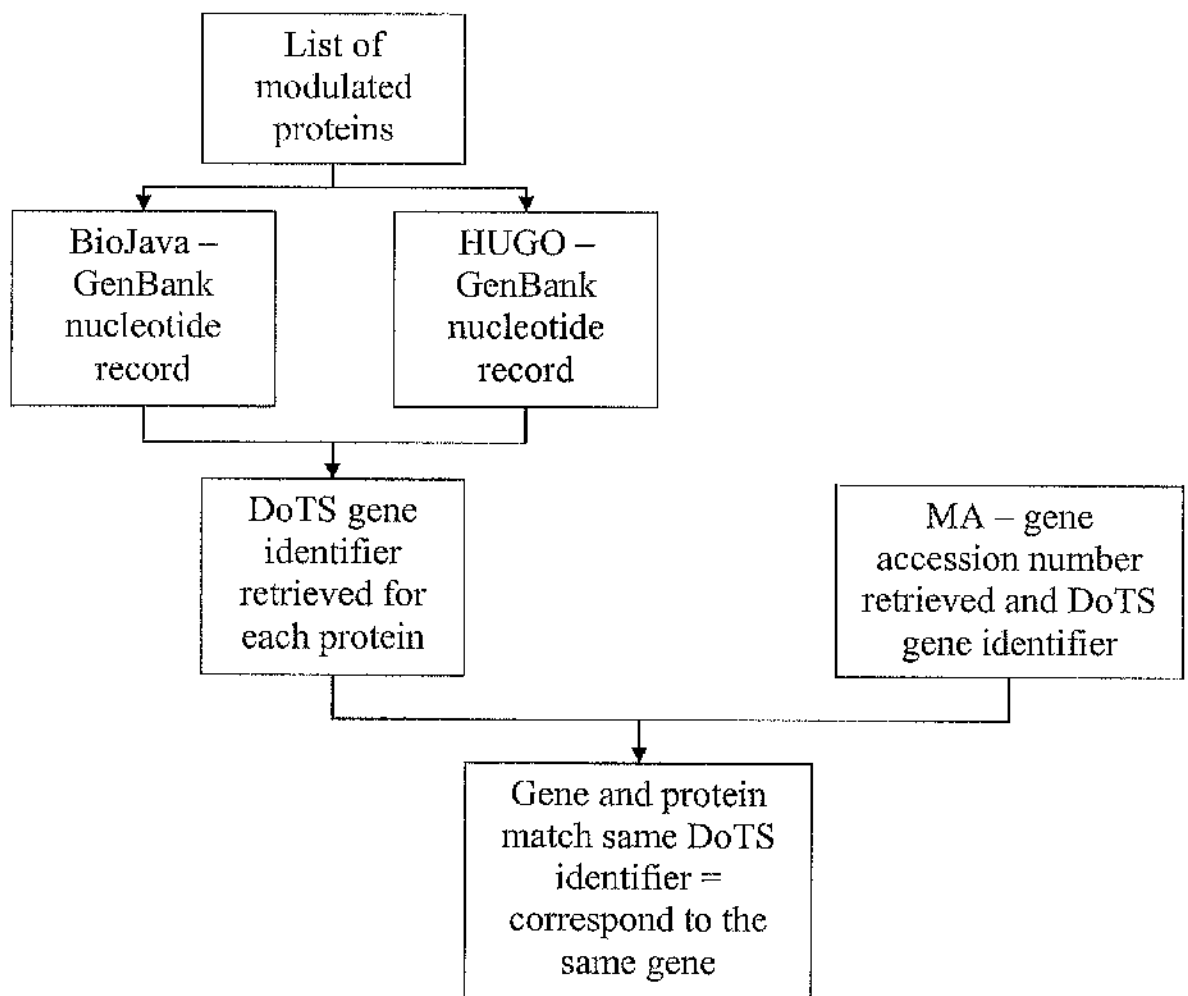 List of
modulated
proteins
BioJava –
GenBank
nucleotide
record
HUGO –
GenBank
nucleotide
record
DoTS gene
identifier
retrieved for
each protein
MA – gene
accession number
retrieved and DoTS
gene identifier
Gene and protein
match same DoTS
identifier =
correspond to the
same gene